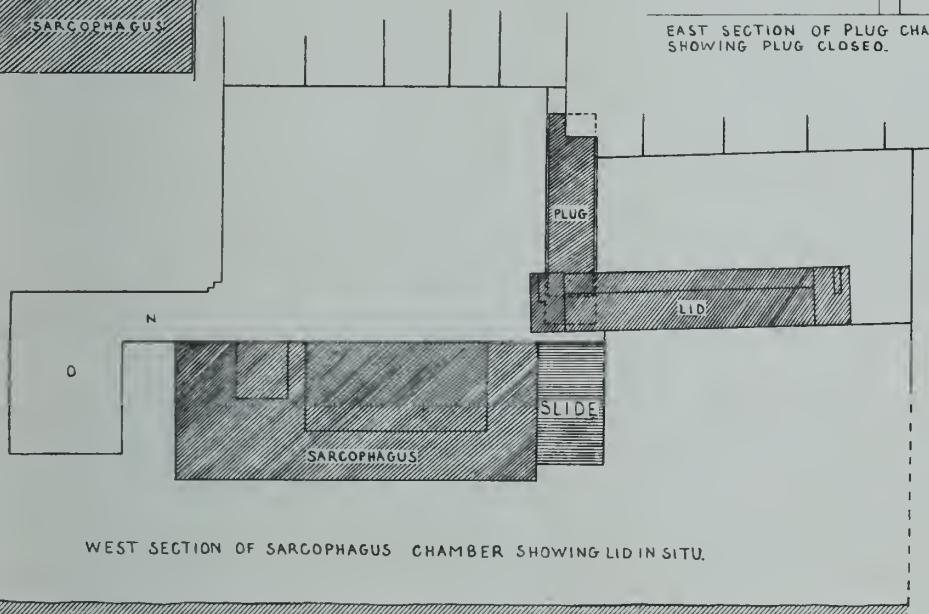 SARCOPHAGUS
EAST SECTION OF PLUG CHA
SHOWING PLUG CLOSED.
PLUG
LID
N
O
SLIDE
SARCOPHAGUS
WEST SECTION OF SARCOPHAGUS CHAMBER SHOWING LID IN SITU.